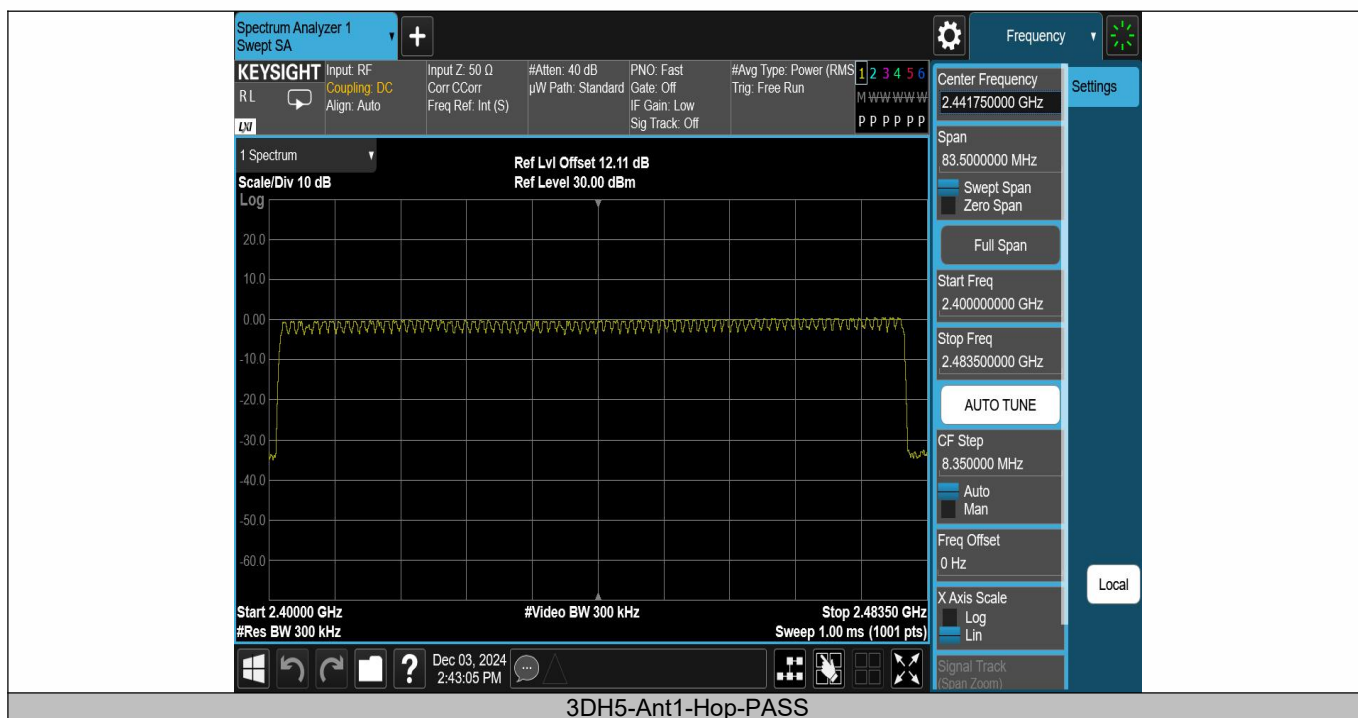 Spectrum Analyzer 1
Swept SA
+
Frequency
KEYSIGHT
RL
LXI
Input: RF
Coupling: DC
Align: Auto
Input Z: 50 Ω
Corr CCorr
Freq Ref: Int (S)
#Atten: 40 dB
µW Path: Standard
PNO: Fast
Gate: Off
IF Gain: Low
Sig Track: Off
#Avg Type: Power (RMS
Trig: Free Run
1 2 3 4 5 6
M W W W W W
P P P P P P
Center Frequency
2.441750000 GHz
Settings
Span
83.5000000 MHz
Swept Span
Zero Span
Full Span
Start Freq
2.400000000 GHz
Stop Freq
2.483500000 GHz
AUTO TUNE
CF Step
8.350000 MHz
Auto
Man
Freq Offset
0 Hz
X Axis Scale
Log
Lin
Signal Track
(Span Zoom)
Local
1 Spectrum
Scale/Div 10 dB
Log
Ref Lvl Offset 12.11 dB
Ref Level 30.00 dBm
20.0
10.0
0.00
-10.0
-20.0
-30.0
-40.0
-50.0
-60.0
Start 2.40000 GHz
#Res BW 300 kHz
#Video BW 300 kHz
Stop 2.48350 GHz
Sweep 1.00 ms (1001 pts)
?
Dec 03, 2024
2:43:05 PM
3DH5-Ant1-Hop-PASS